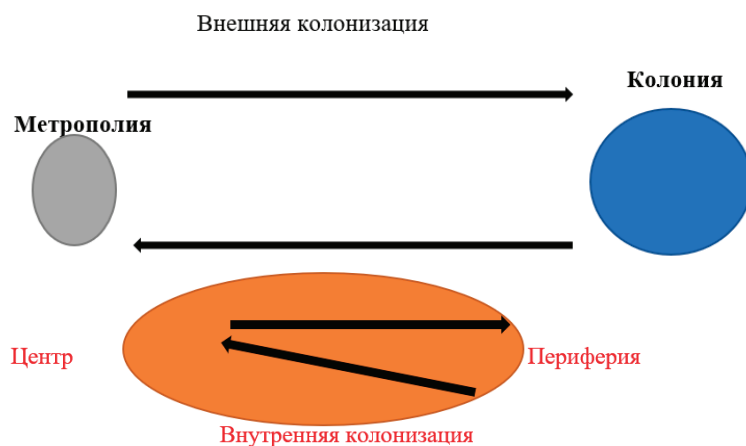 Внешняя колонизация
Колония
Метрополия
Центр
Периферия
Внутренняя колонизация